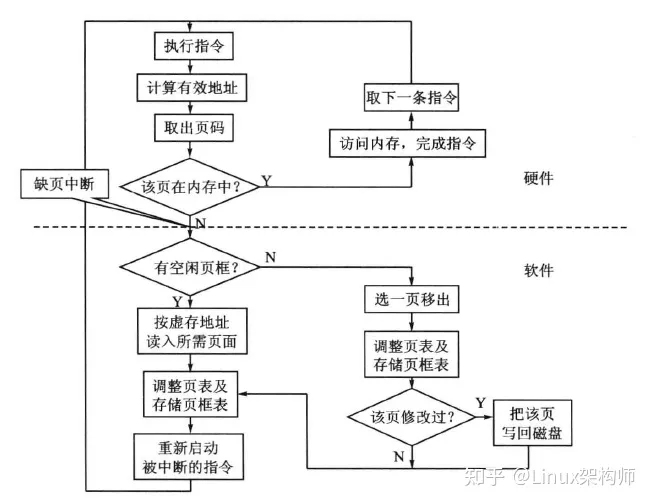 执行指令
计算有效地址
取出页码
该页在内存中?
Y
N
缺页中断
取下一条指令
访问内存，完成指令
硬件
软件
有空闲页框?
N
Y
按虚存地址
读入所需页面
调整页表及
存储页框表
重新启动
被中断的指令
选一页移出
调整页表及
存储页框表
该页修改过?
Y
N
把该页
写回磁盘
知乎 @Linux架构师